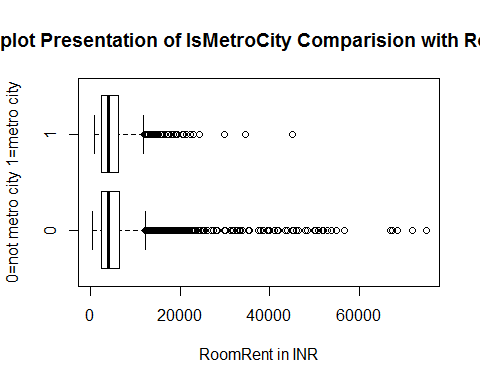 plot Presentation of IsMetroCity Comparision with Ro
0=not metro city 1=metro city
1
0
0 20000 40000 60000
RoomRent in INR